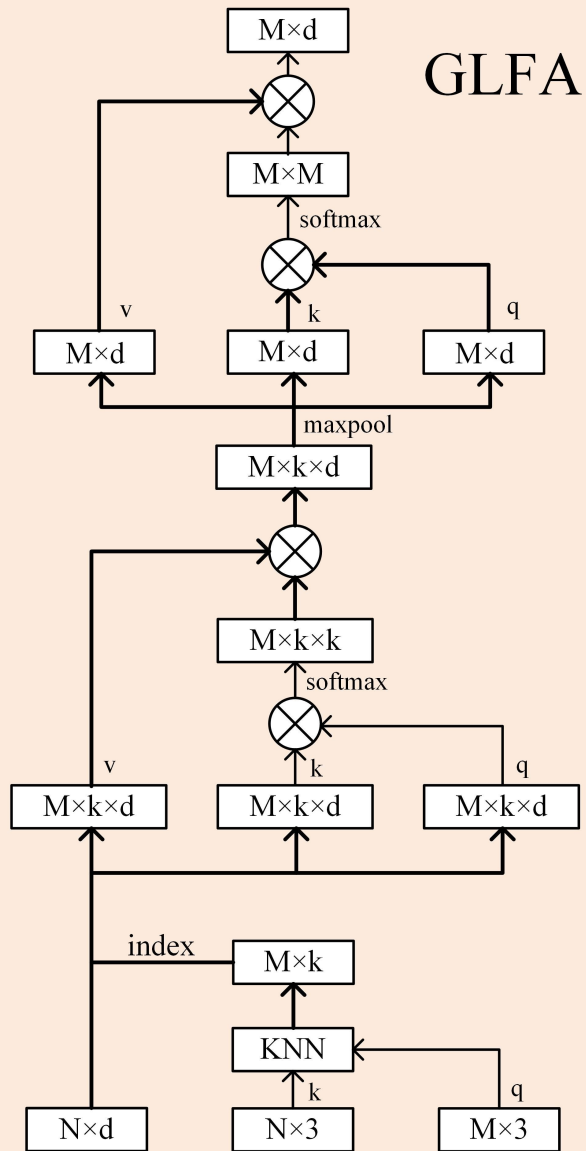 M×d
GLFA
M×M
softmax
v
k
q
M×d
M×d
M×d
maxpool
M×k×d
M×k×k
softmax
v
k
q
M×k×d
M×k×d
M×k×d
index
M×k
KNN
k
q
N×d
N×3
M×3